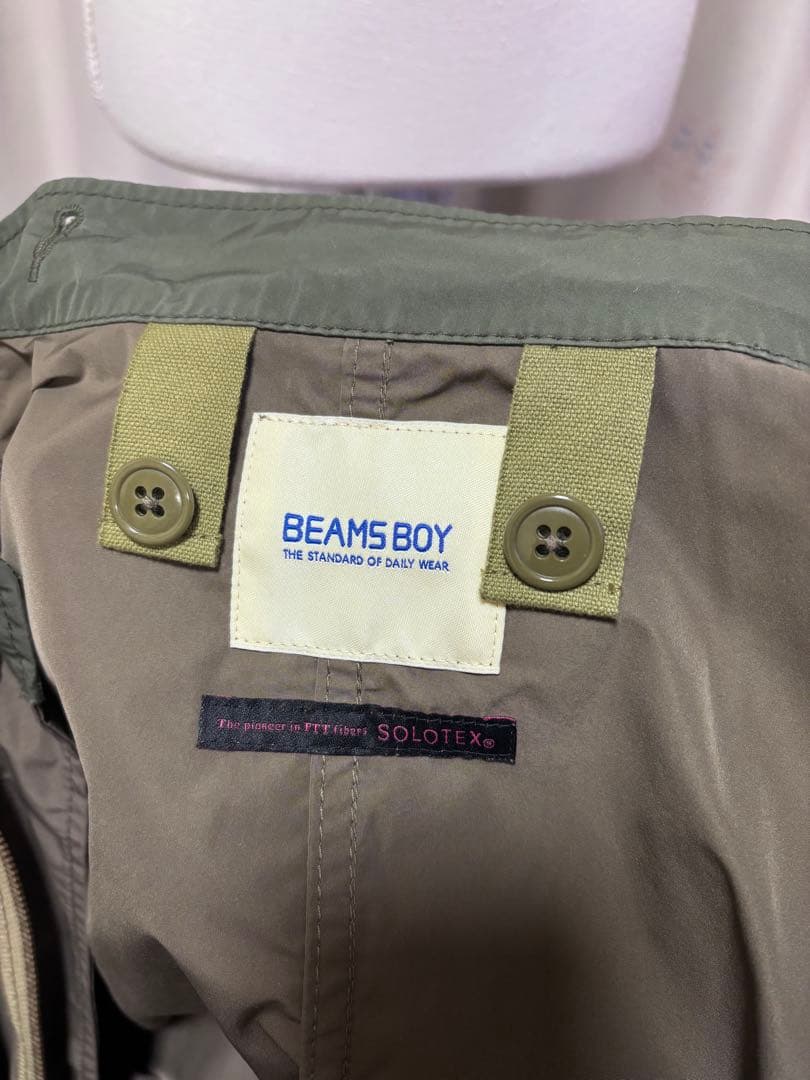 BEAMS BOY
THE STANDARD OF DAILY WEAR
The pioneer in PTT fibers SOLOTEX®